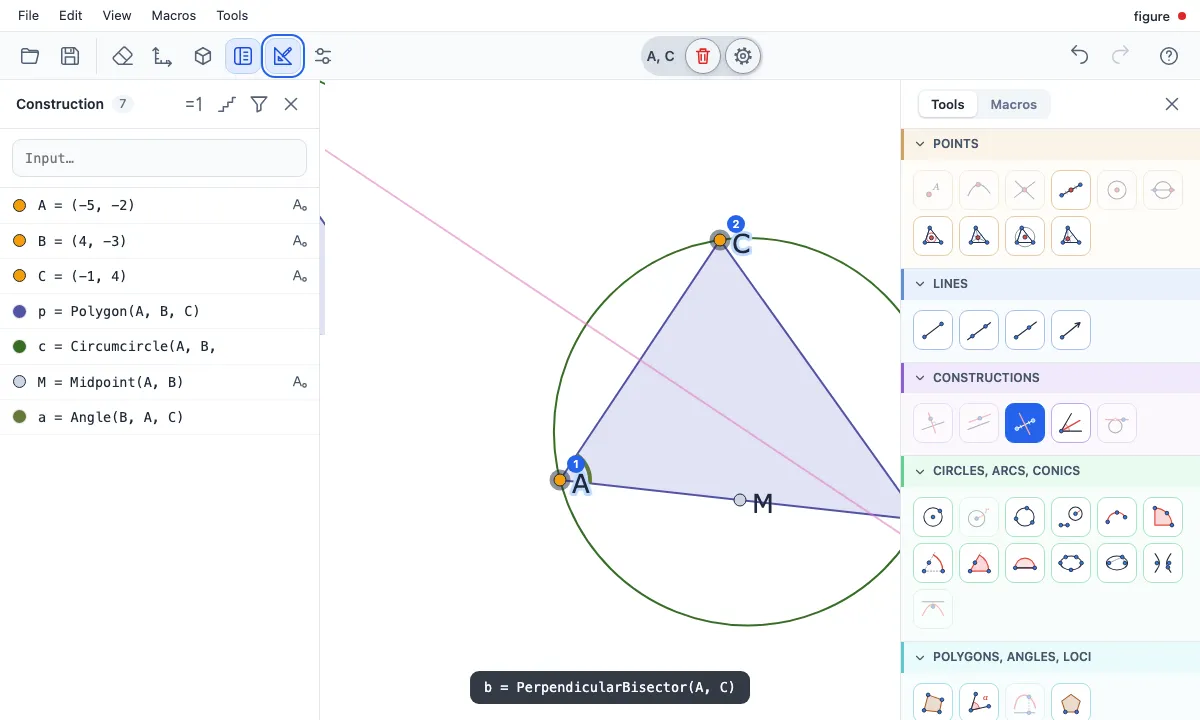 File Edit View Macros Tools
figure
A, C
Construction 7
=1
Input…
A = (−5, −2)
B = (4, −3)
C = (−1, 4)
p = Polygon(A, B, C)
c = Circumcircle(A, B,
M = Midpoint(A, B)
a = Angle(B, A, C)
2
C
1
A
M
b = PerpendicularBisector(A, C)
Tools Macros
POINTS
A
LINES
CONSTRUCTIONS
CIRCLES, ARCS, CONICS
r
POLYGONS, ANGLES, LOCI
α